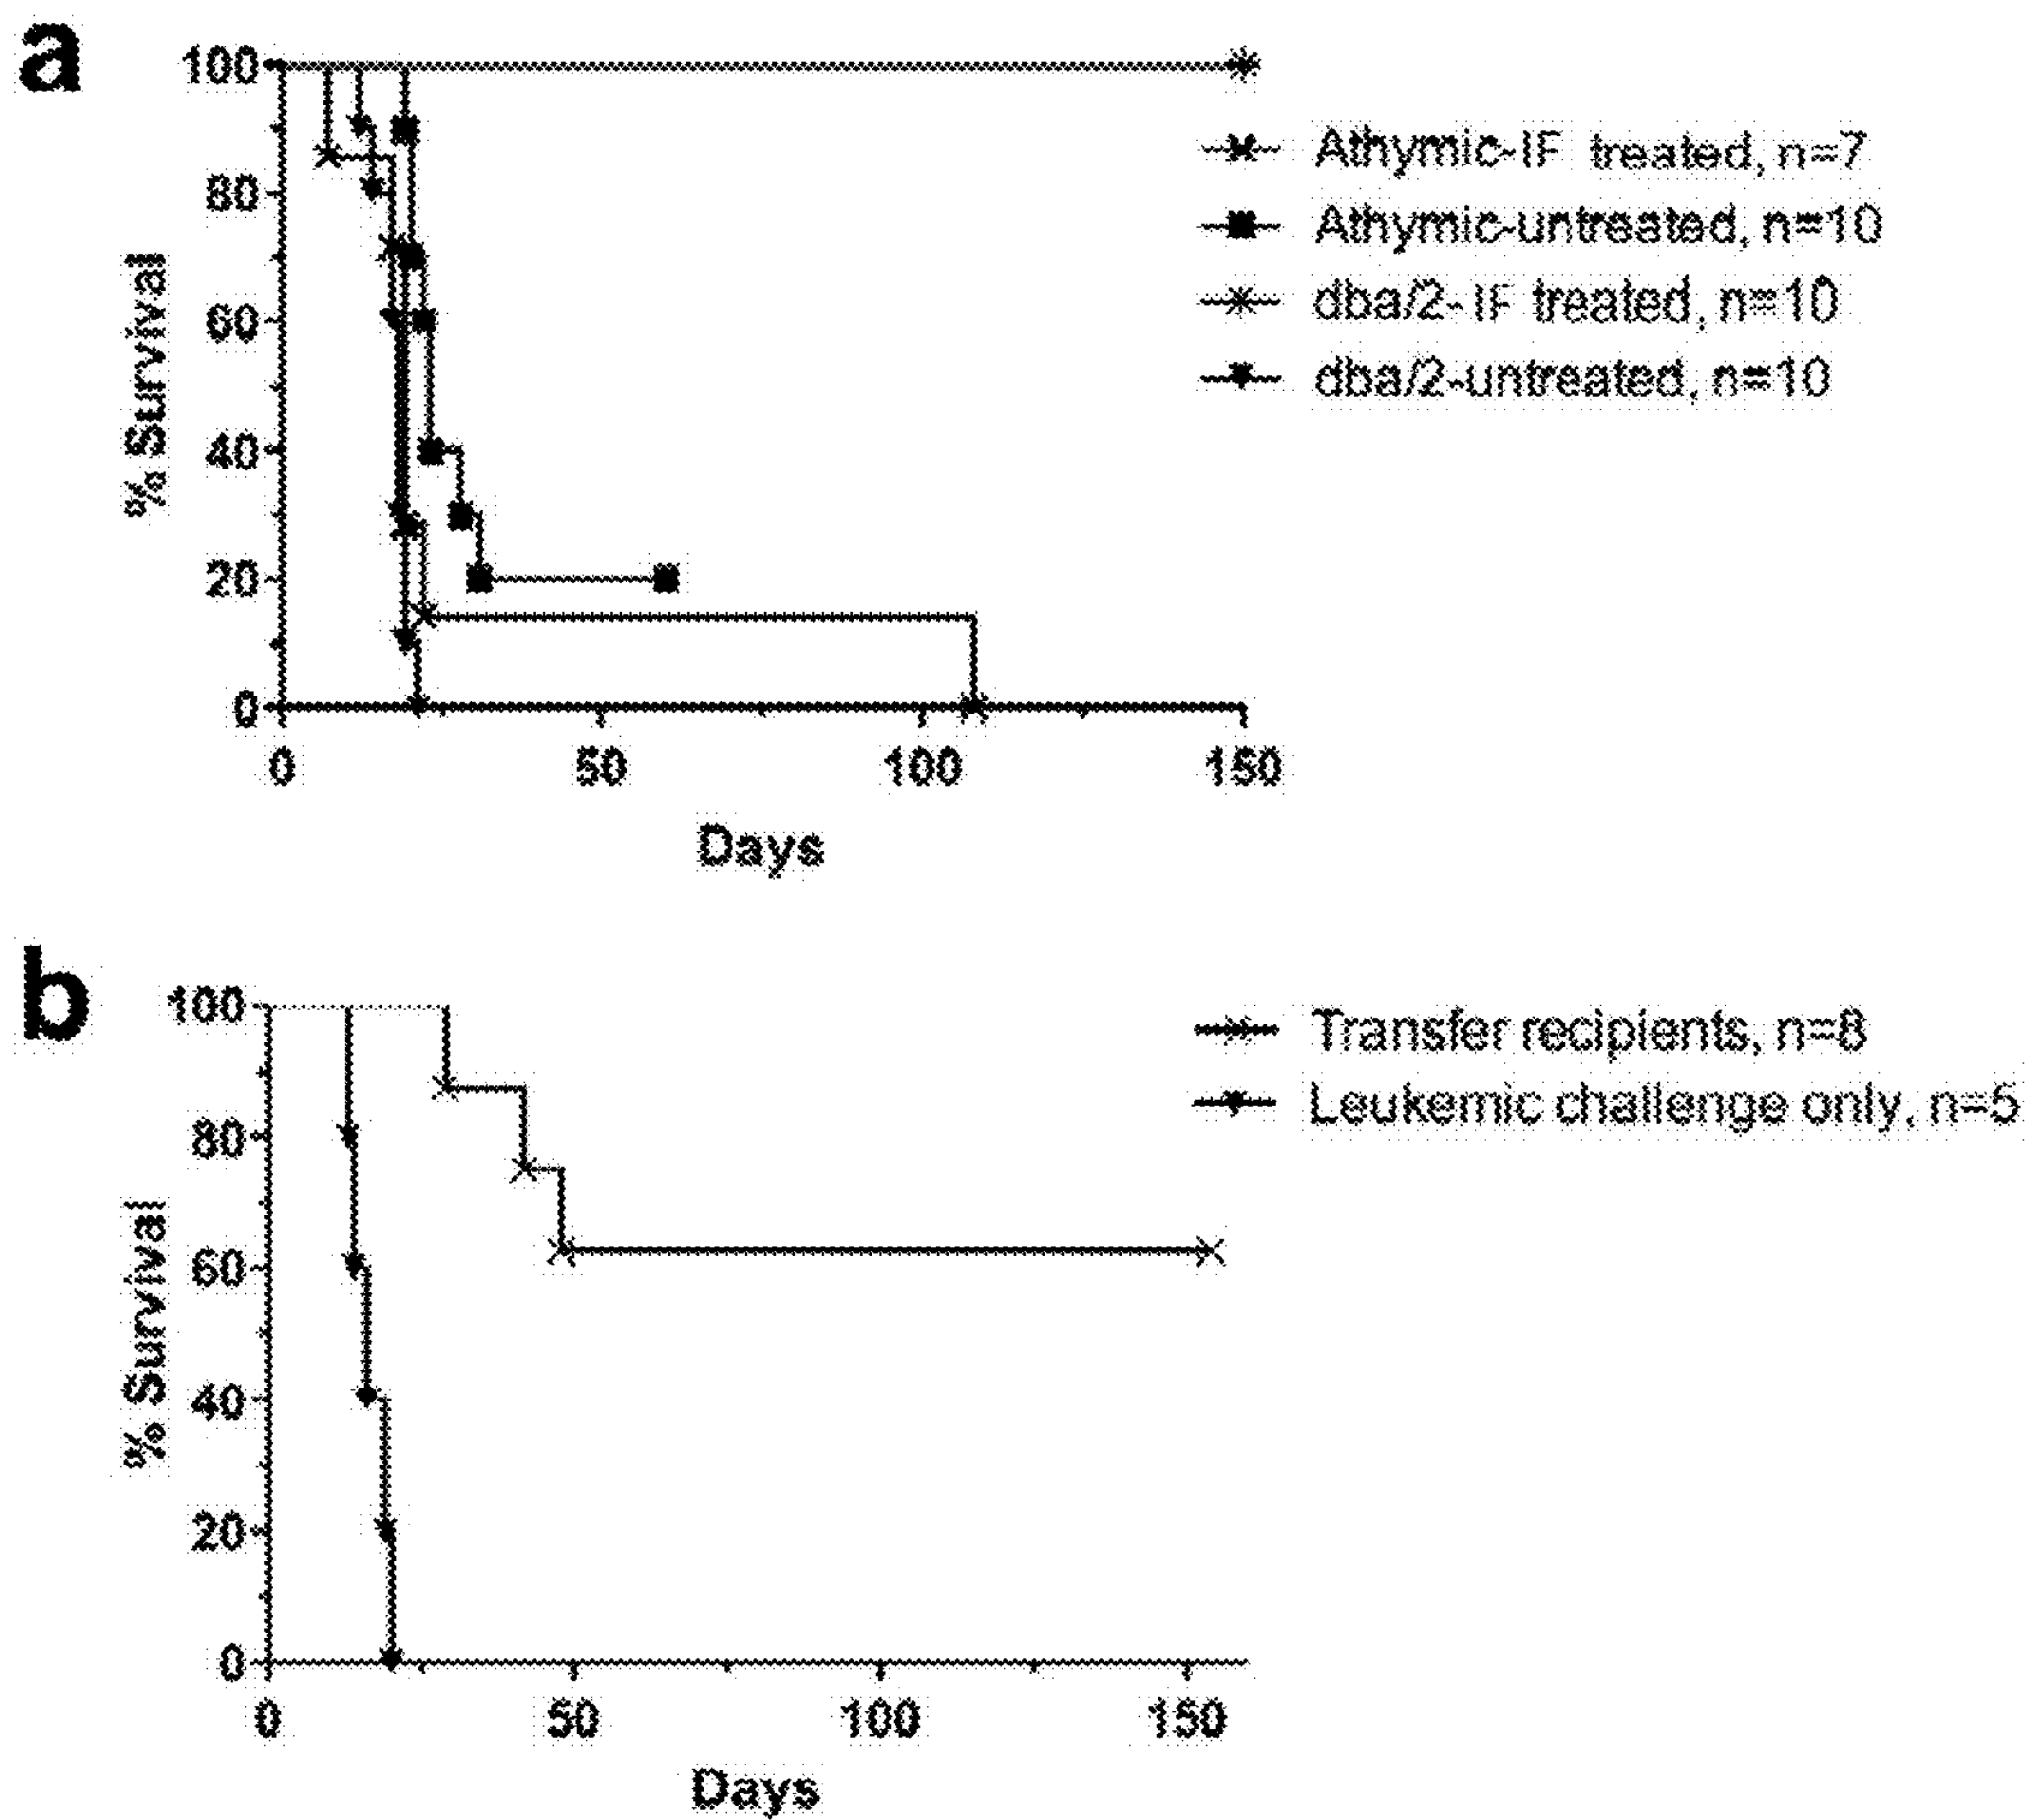 a
100
80
60
40
20
0
% Survival
0 50 100 150
Days
Athymic-IF treated, n=7
Athymic-untreated, n=10
dba/2-IF treated, n=10
dba/2-untreated, n=10
b
100
80
60
40
20
0
% Survival
0 50 100 150
Days
Transfer recipients, n=8
Leukemic challenge only, n=5